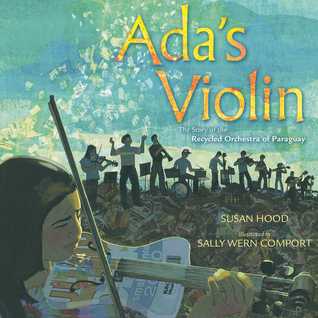 Ada's
Violin
The Story of the
Recycled Orchestra of Paraguay
SUSAN HOOD
illustrated by
SALLY WERN COMPORT